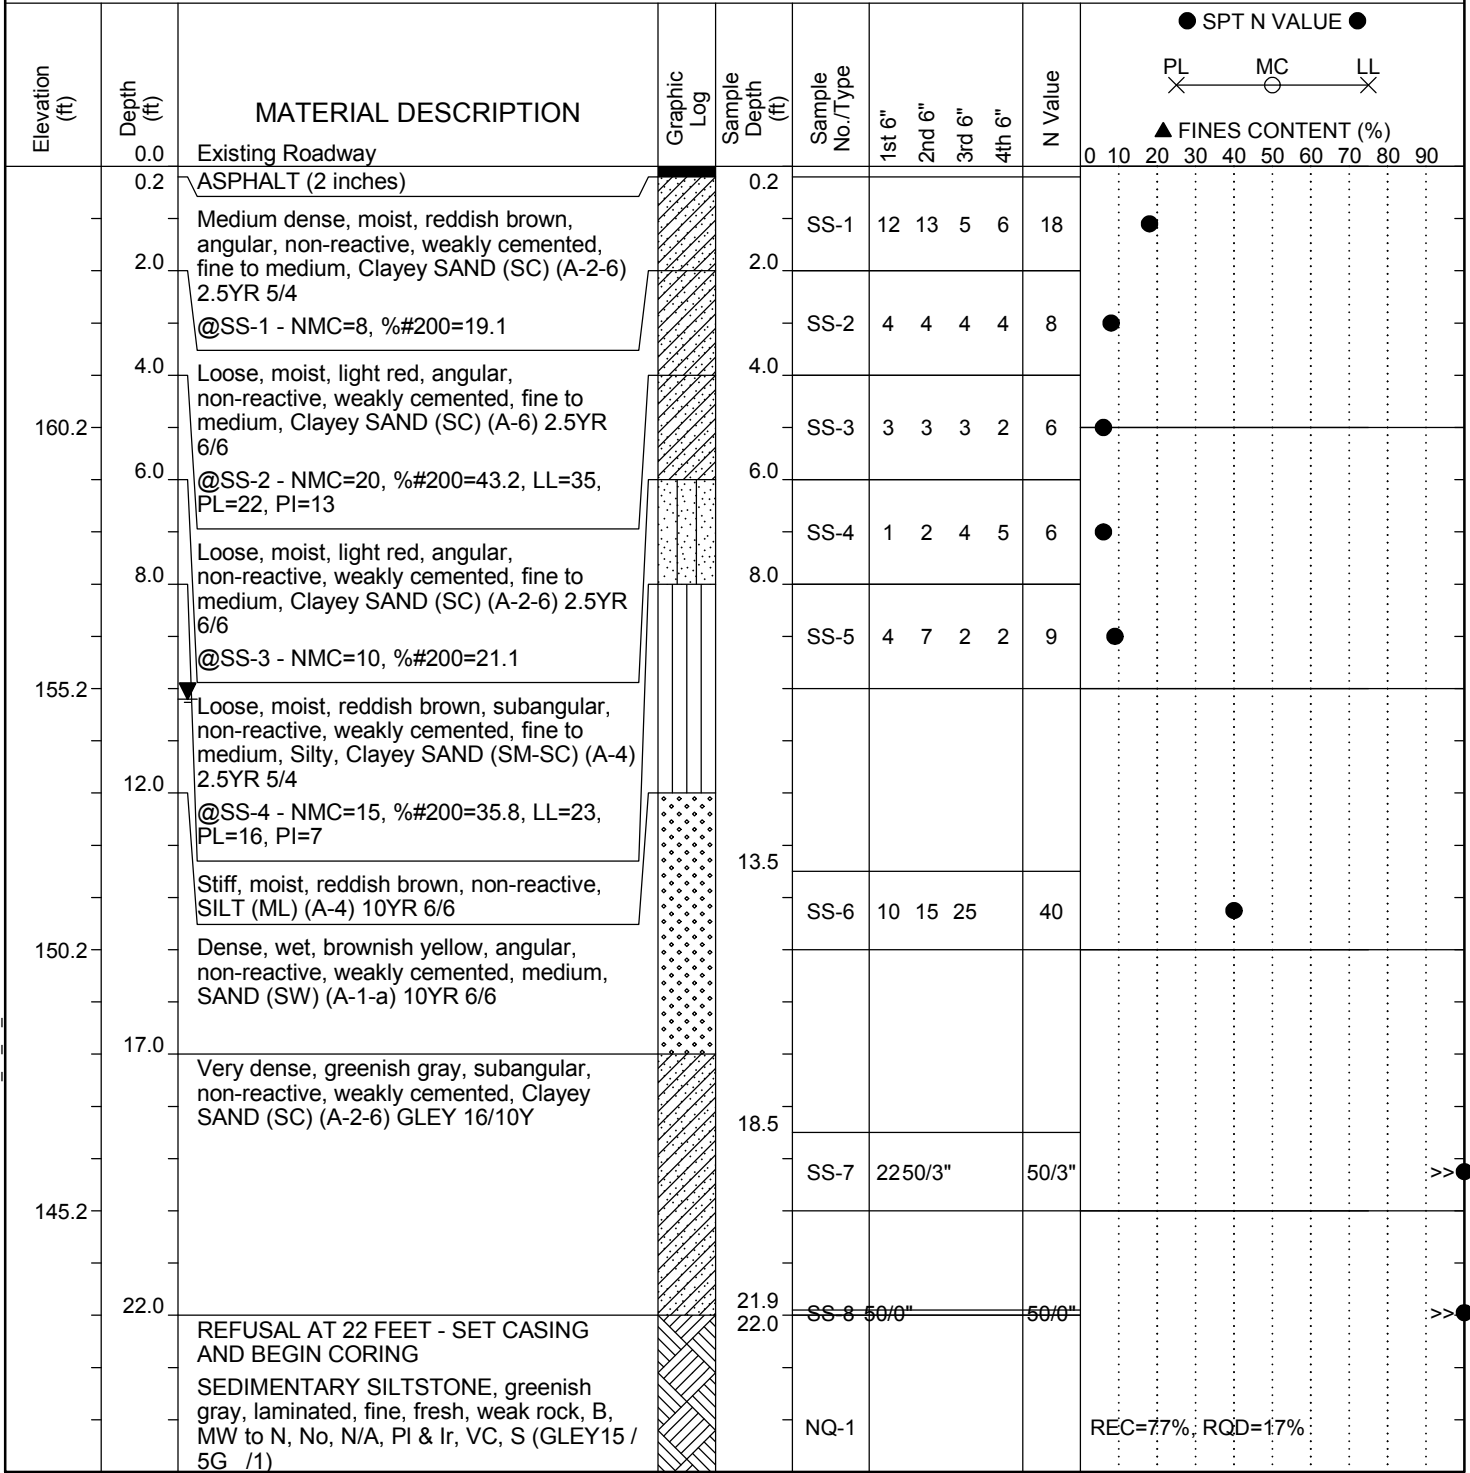 ● SPT N VALUE ●
PL MC LL
▲ FINES CONTENT (%)
0 10 20 30 40 50 60 70 80 90
Elevation
(ft)
Depth
(ft)
MATERIAL DESCRIPTION
Graphic
Log
Sample
Depth
(ft)
Sample
No./Type
1st 6"
2nd 6"
3rd 6"
4th 6"
N Value
0.0 Existing Roadway
0.2 ASPHALT (2 inches) 0.2
Medium dense, moist, reddish brown,
angular, non-reactive, weakly cemented,
fine to medium, Clayey SAND (SC) (A-2-6)
2.5YR 5/4
@SS-1 - NMC=8, %#200=19.1
SS-1 12 13 5 6 18
2.0 2.0
Loose, moist, light red, angular,
non-reactive, weakly cemented, fine to
medium, Clayey SAND (SC) (A-6) 2.5YR
6/6
@SS-2 - NMC=20, %#200=43.2, LL=35,
PL=22, PI=13
SS-2 4 4 4 4 8
4.0 4.0
Loose, moist, light red, angular,
non-reactive, weakly cemented, fine to
medium, Clayey SAND (SC) (A-2-6) 2.5YR
6/6
@SS-3 - NMC=10, %#200=21.1
160.2
SS-3 3 3 3 2 6
6.0 6.0
Loose, moist, reddish brown, subangular,
non-reactive, weakly cemented, fine to
medium, Silty, Clayey SAND (SM-SC) (A-4)
2.5YR 5/4
@SS-4 - NMC=15, %#200=35.8, LL=23,
PL=16, PI=7
SS-4 1 2 4 5 6
8.0 8.0
Stiff, moist, reddish brown, non-reactive,
SILT (ML) (A-4) 10YR 6/6
SS-5 4 7 2 2 9
155.2
12.0
Dense, wet, brownish yellow, angular,
non-reactive, weakly cemented, medium,
SAND (SW) (A-1-a) 10YR 6/6
13.5
SS-6 10 15 25 40
150.2
17.0
Very dense, greenish gray, subangular,
non-reactive, weakly cemented, Clayey
SAND (SC) (A-2-6) GLEY 16/10Y
18.5
SS-7 22 50/3" 50/3" >>
145.2
21.9
SS-8 50/0" 50/0" >>
22.0 22.0
REFUSAL AT 22 FEET - SET CASING
AND BEGIN CORING
SEDIMENTARY SILTSTONE, greenish
gray, laminated, fine, fresh, weak rock, B,
MW to N, No, N/A, Pl & Ir, VC, S (GLEY15 /
5G /1)
NQ-1 REC=77%, RQD=17%